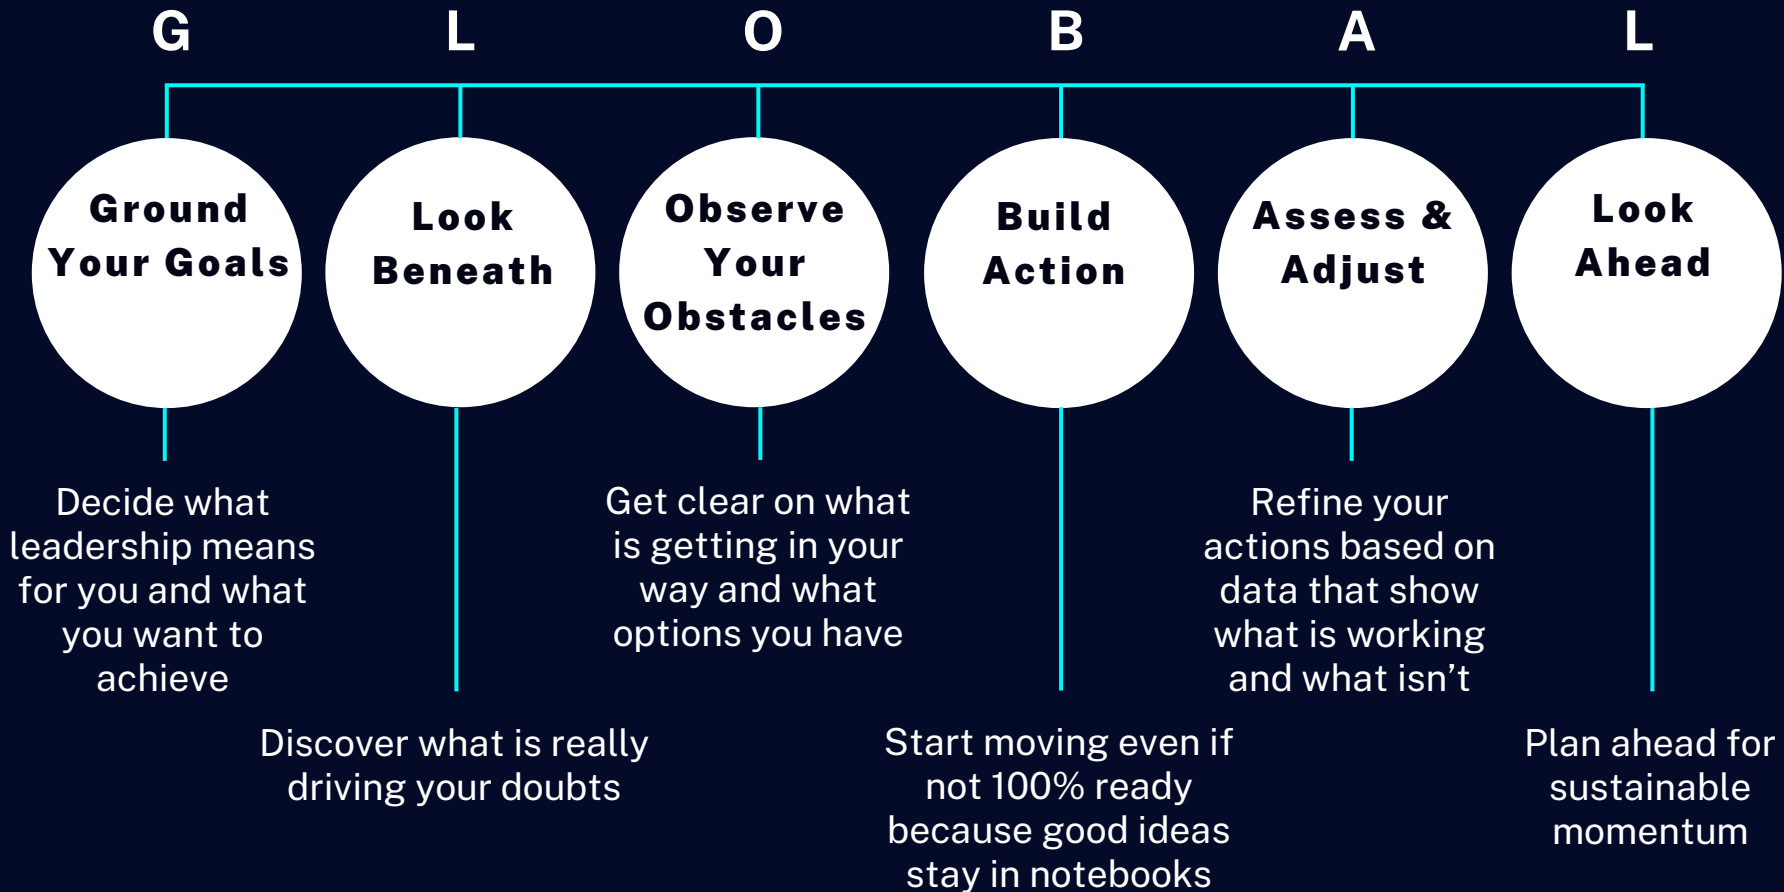 G
L
O
B
A
L
Ground
Your Goals
Look
Beneath
Observe
Your
Obstacles
Build
Action
Assess &
Adjust
Look
Ahead
Decide what
leadership means
for you and what
you want to
achieve
Discover what is really
driving your doubts
Get clear on what
is getting in your
way and what
options you have
Start moving even if
not 100% ready
because good ideas
stay in notebooks
Refine your
actions based on
data that show
what is working
and what isn’t
Plan ahead for
sustainable
momentum